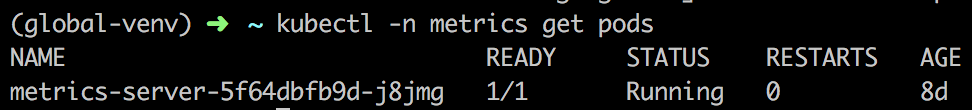 (global-venv) ➜ ~ kubectl -n metrics get pods
NAME READY STATUS RESTARTS AGE
metrics-server-5f64dbfb9d-j8jmg 1/1 Running 0 8d